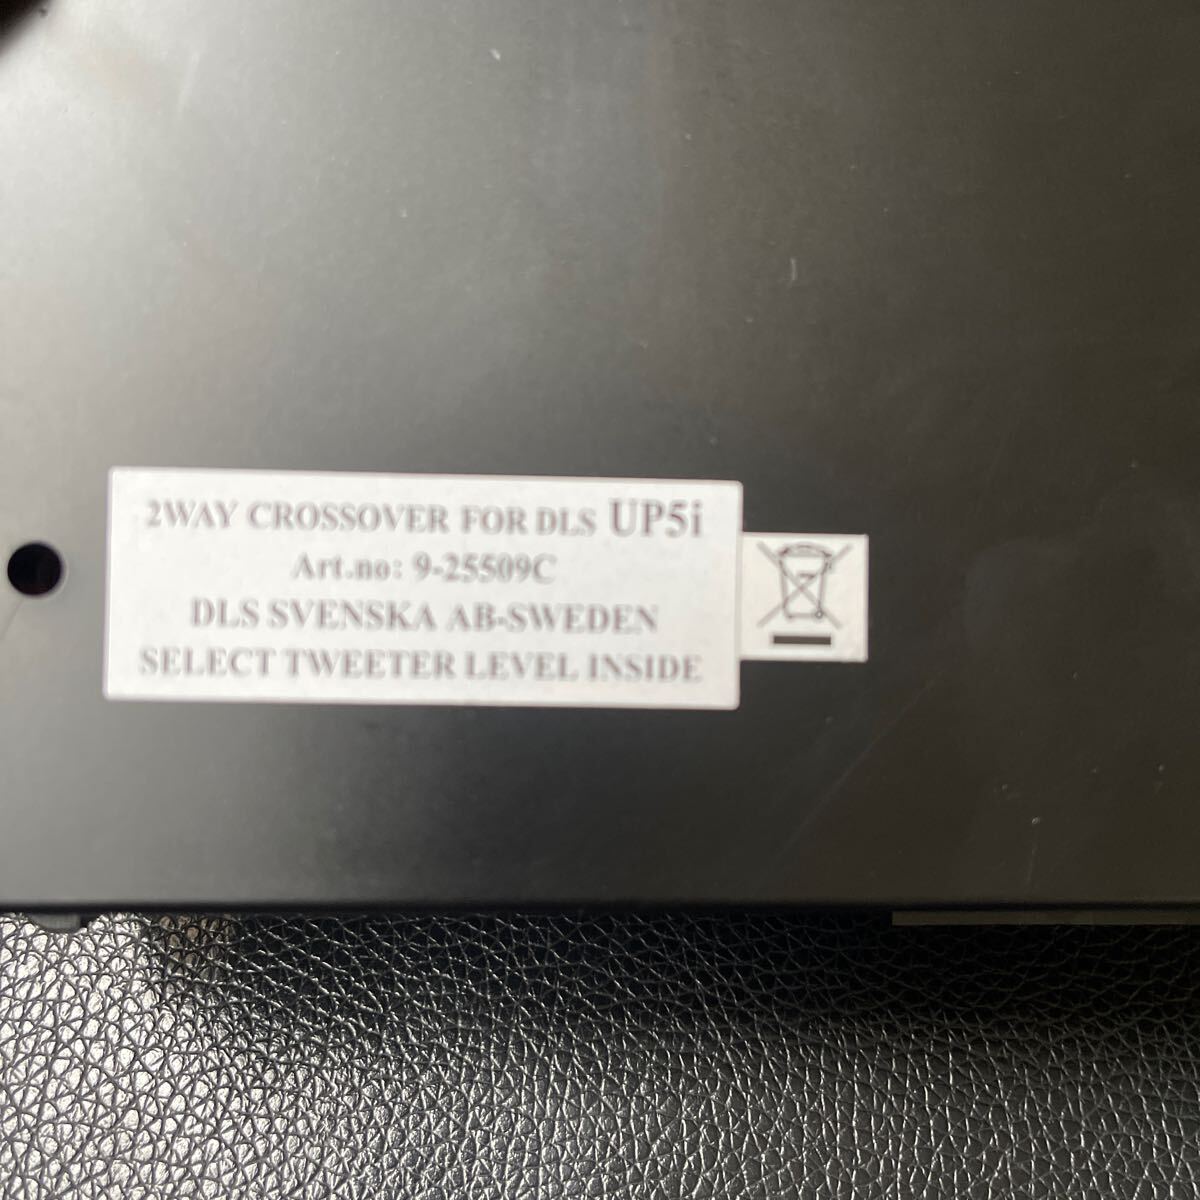 2WAY CROSSOVER FOR DLS UP5i
Art.no: 9-25509C
DLS SVENSKA AB-SWEDEN
SELECT TWEETER LEVEL INSIDE